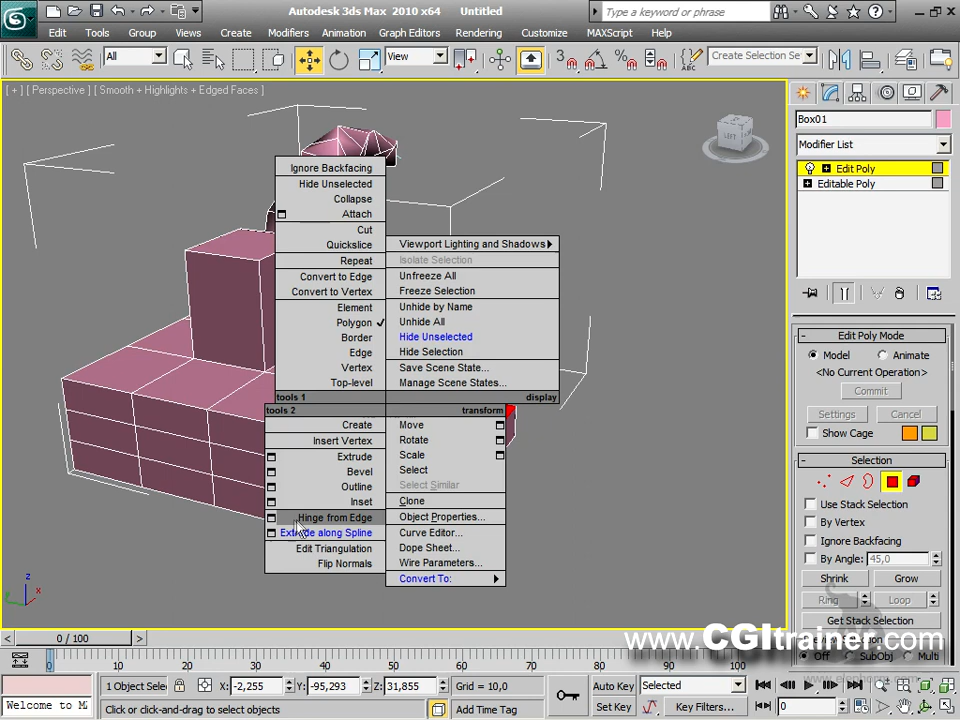 Autodesk 3ds Max 2010 x64    Untitled
Type a keyword or phrase
Edit Tools Group Views Create Modifiers Animation Graph Editors Rendering Customize MAXScript Help
All View 3 Create Selection Se
[ + ] [ Perspective ] [ Smooth + Highlights + Edged Faces ]
LEFT
Box01
Modifier List
Edit Poly
Editable Poly
Ignore Backfacing
Hide Unselected
Collapse
Attach
Cut
Quickslice
Repeat
Convert to Edge
Convert to Vertex
Element
Polygon
Border
Edge
Vertex
Top-level
tools 1
Viewport Lighting and Shadows
Isolate Selection
Unfreeze All
Freeze Selection
Unhide by Name
Unhide All
Hide Unselected
Hide Selection
Save Scene State...
Manage Scene States...
display
tools 2
Create
Insert Vertex
Extrude
Bevel
Outline
Inset
Hinge from Edge
Extrude along Spline
Edit Triangulation
Flip Normals
transform
Move
Rotate
Scale
Select
Select Similar
Clone
Object Properties...
Curve Editor...
Dope Sheet...
Wire Parameters...
Convert To:
Edit Poly Mode
Model Animate
<No Current Operation>
Commit
Settings Cancel
Show Cage
Selection
Use Stack Selection
By Vertex
Ignore Backfacing
By Angle: 45,0
Shrink Grow
Ring Loop
Get Stack Selection
Off SubObj Multi
www.CGItrainer.com
z
x
0 / 100
0 10 20 30 40 50 60 70 80 90 100
1 Object Sele X: -2,255 Y: -95,293 Z: 31,855 Grid = 10,0
Auto Key Selected
Welcome to M
Click or click-and-drag to select objects
Add Time Tag
Set Key Key Filters... 0